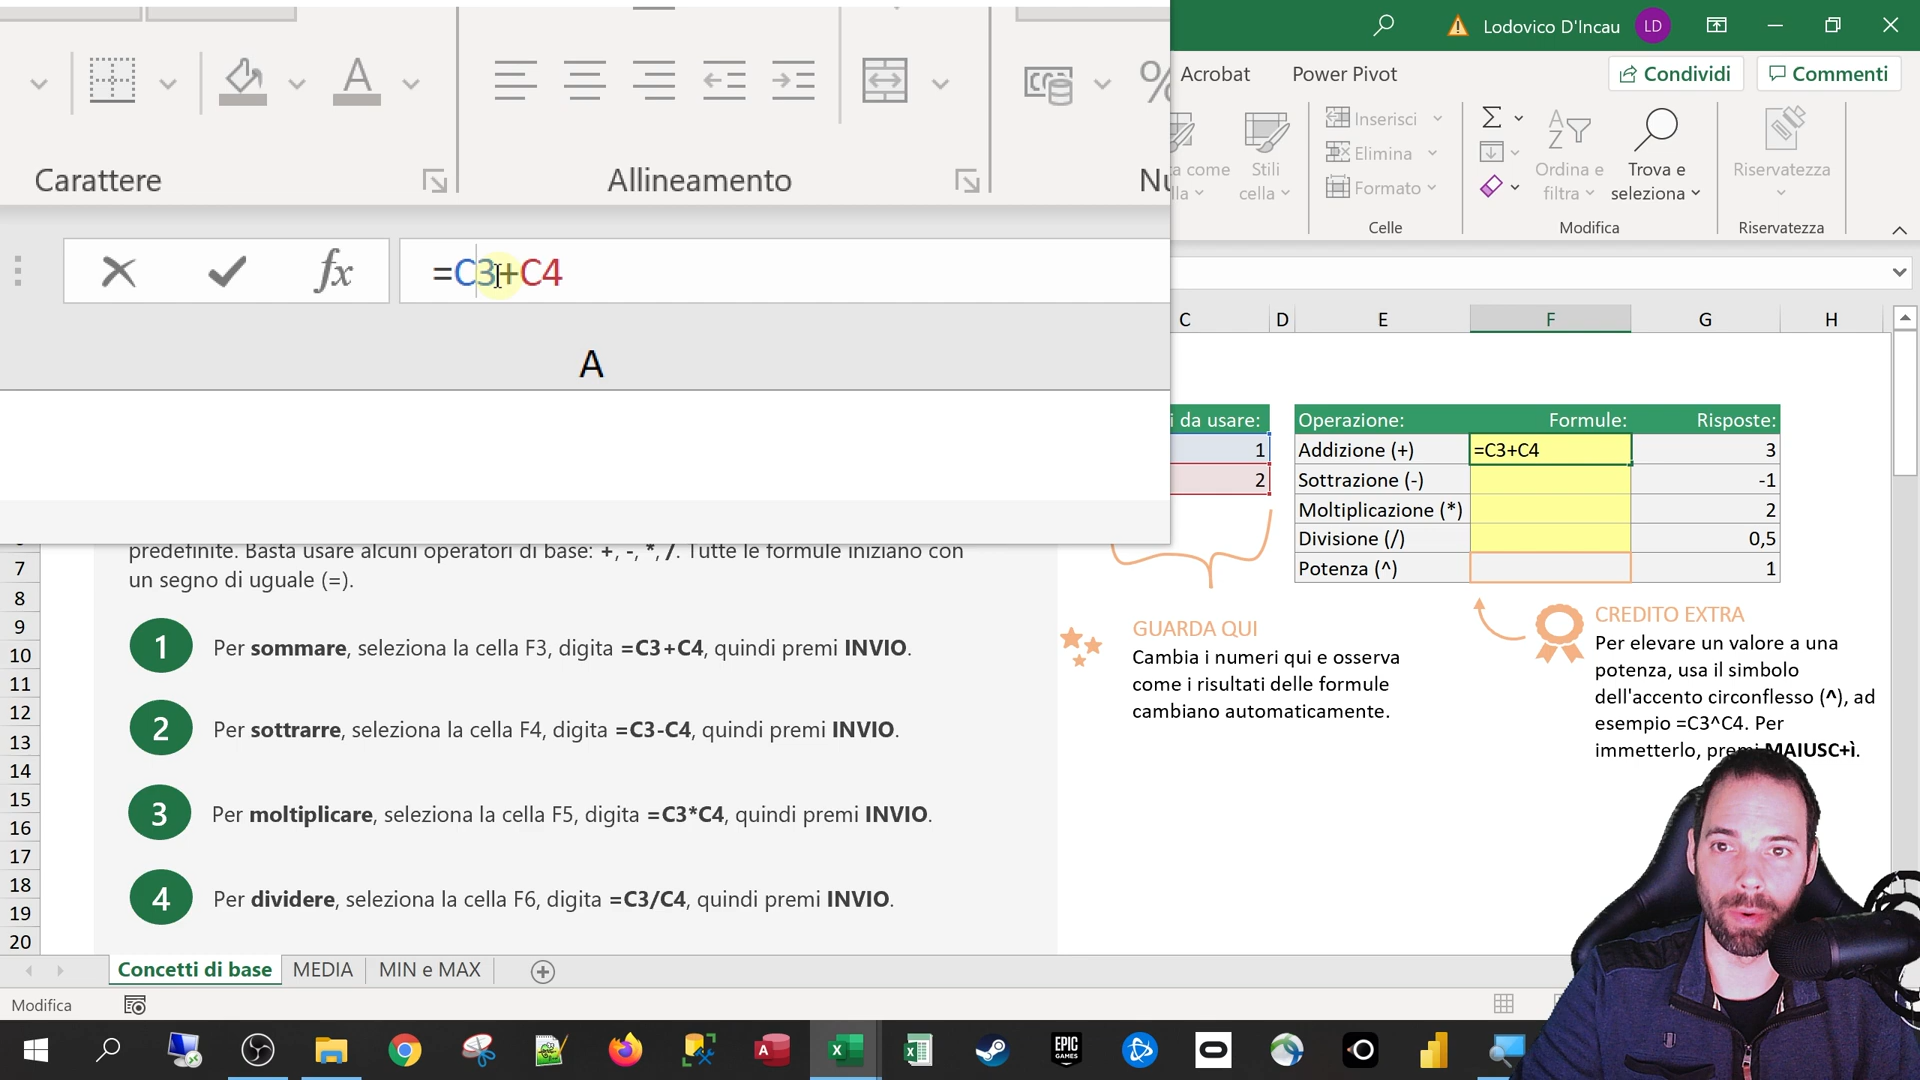 Lodovico D'Incau
LD
Acrobat
Power Pivot
Condividi
Commenti
Carattere
Allineamento
a come
Stili
cella
Inserisci
Elimina
Formato
Celle
Ordina e
filtra
Trova e
seleziona
Modifica
Riservatezza
Riservatezza
fx
=C3+C4
A
C D E F G H
i da usare:
1
2
Operazione: Formule: Risposte:
Addizione (+) =C3+C4 3
Sottrazione (-) -1
Moltiplicazione (*) 2
Divisione (/) 0,5
Potenza (^) 1
predefinite. Basta usare alcuni operatori di base: +, -, *, /. Tutte le formule iniziano con
un segno di uguale (=).
1 Per sommare, seleziona la cella F3, digita =C3+C4, quindi premi INVIO.
2 Per sottrarre, seleziona la cella F4, digita =C3-C4, quindi premi INVIO.
3 Per moltiplicare, seleziona la cella F5, digita =C3*C4, quindi premi INVIO.
4 Per dividere, seleziona la cella F6, digita =C3/C4, quindi premi INVIO.
GUARDA QUI
Cambia i numeri qui e osserva
come i risultati delle formule
cambiano automaticamente.
CREDITO EXTRA
Per elevare un valore a una
potenza, usa il simbolo
dell'accento circonflesso (^), ad
esempio =C3^C4. Per
immetterlo, premi MAIUSC+ì.
7
8
9
10
11
12
13
14
15
16
17
18
19
20
Concetti di base
MEDIA
MIN e MAX
Modifica
EPIC
GAMES